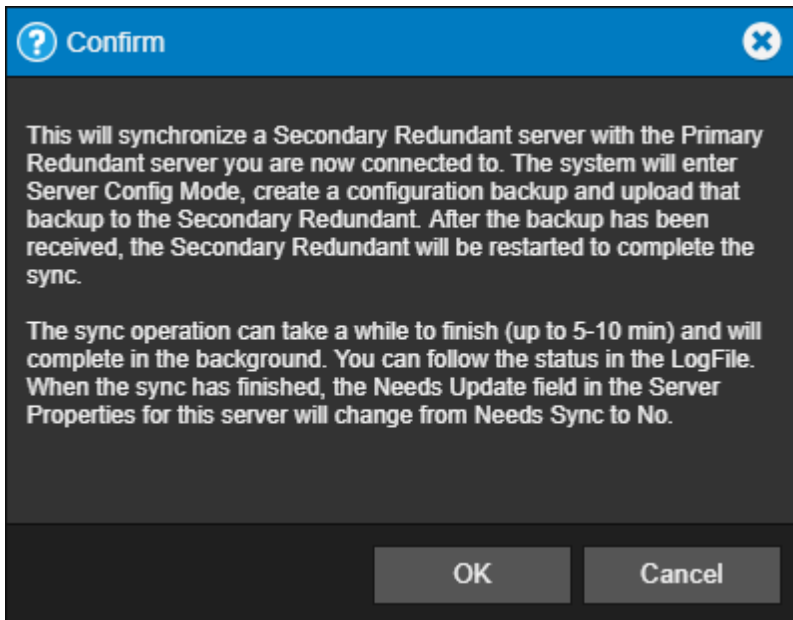 Confirm
This will synchronize a Secondary Redundant server with the Primary
Redundant server you are now connected to. The system will enter
Server Config Mode, create a configuration backup and upload that
backup to the Secondary Redundant. After the backup has been
received, the Secondary Redundant will be restarted to complete the
sync.
The sync operation can take a while to finish (up to 5-10 min) and will
complete in the background. You can follow the status in the LogFile.
When the sync has finished, the Needs Update field in the Server
Properties for this server will change from Needs Sync to No.
OK Cancel